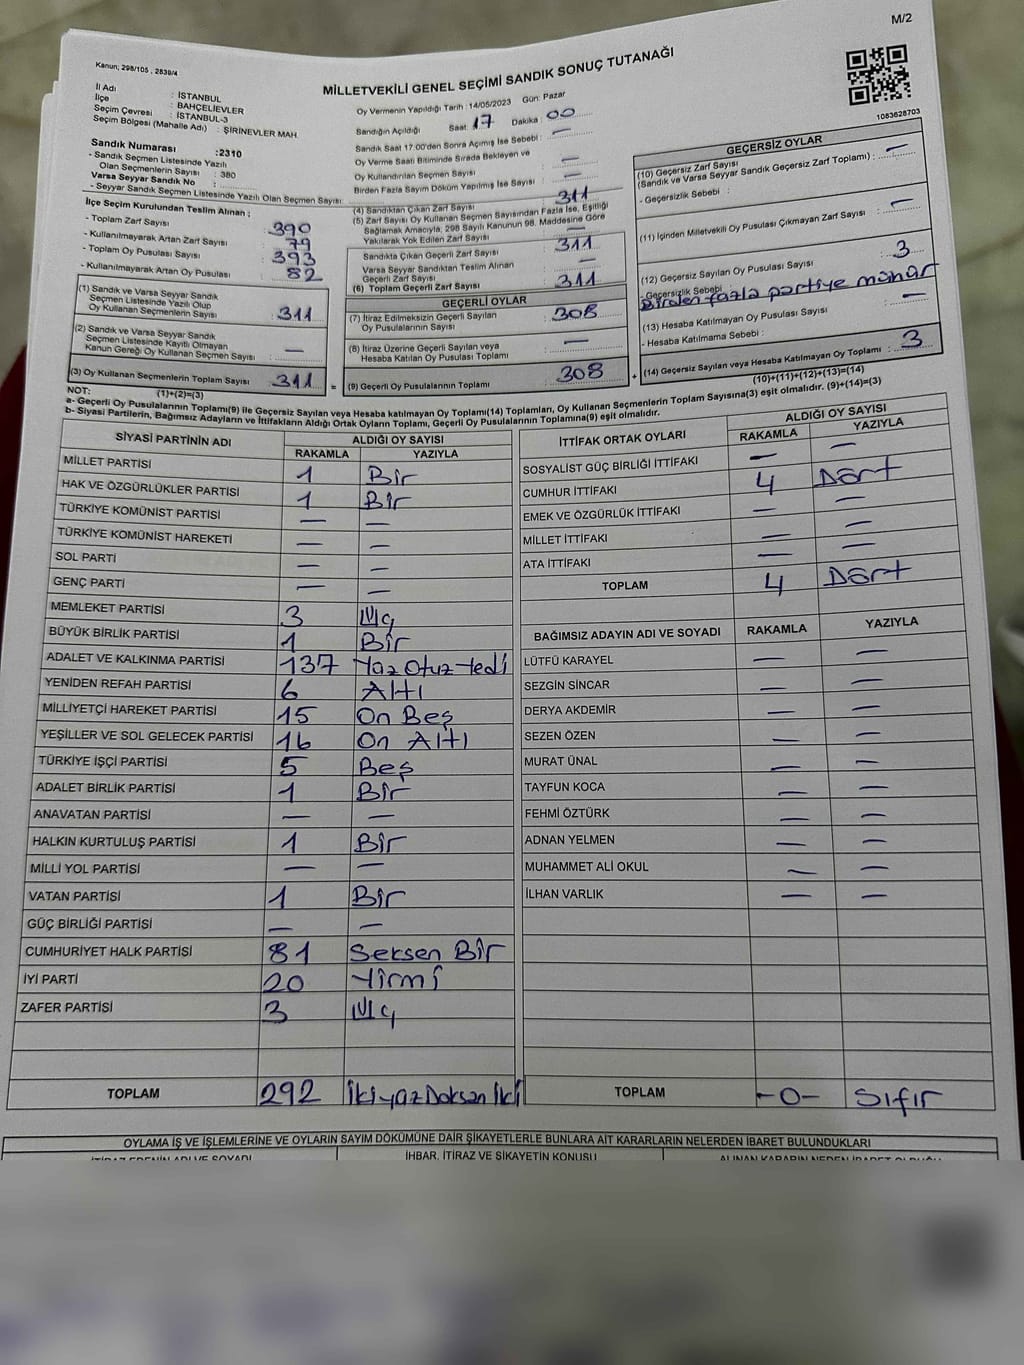 M/2
Kanun; 298/105 , 2839/4
MİLLETVEKİLİ GENEL SEÇİMİ SANDIK SONUÇ TUTANAĞI
1083628703
İl Adı : İSTANBUL
İlçe : BAHÇELİEVLER
Seçim Çevresi : İSTANBUL-3
Seçim Bölgesi (Mahalle Adı) : ŞİRİNEVLER MAH.
Sandık Numarası :2310
- Sandık Seçmen Listesinde Yazılı
Olan Seçmenlerin Sayısı : 380
Varsa Seyyar Sandık No :
- Seyyar Sandık Seçmen Listesinde Yazılı Olan Seçmen Sayısı:
İlçe Seçim Kurulundan Teslim Alınan ;
- Toplam Zarf Sayısı : 390
- Kullanılmayarak Artan Zarf Sayısı : 79
- Toplam Oy Pusulası Sayısı : 393
- Kullanılmayarak Artan Oy Pusulası : 82
(1) Sandık ve Varsa Seyyar Sandık
Seçmen Listesinde Yazılı Olup
Oy Kullanan Seçmenlerin Sayısı : 311
(2) Sandık ve Varsa Seyyar Sandık
Seçmen Listesinde Kayıtlı Olmayan
Kanun Gereği Oy Kullanan Seçmen Sayısı : —
(3) Oy Kullanan Seçmenlerin Toplam Sayısı : 311 =
(1)+(2)=(3)
Oy Vermenin Yapıldığı Tarih :14/05/2023 Gün: Pazar
Sandığın Açıldığı Saat: 17 Dakika : 00
Sandık Saat 17:00'den Sonra Açımış İse Sebebi : —
Oy Verme Saati Bitiminde Sırada Bekleyen ve
Oy Kullandırılan Seçmen Sayısı : —
Birden Fazla Sayım Döküm Yapılmış İse Sayısı : —
(4) Sandıktan Çıkan Zarf Sayısı : 311
(5) Zarf Sayısı Oy Kullanan Seçmen Sayısından Fazla İse, Eşitliği
Sağlamak Amacıyla, 298 Sayılı Kanunun 98. Maddesine Göre
Yakılarak Yok Edilen Zarf Sayısı : —
Sandıkta Çıkan Geçerli Zarf Sayısı : 311
Varsa Seyyar Sandıktan Teslim Alınan
Geçerli Zarf Sayısı : —
(6) Toplam Geçerli Zarf Sayısı : 311
GEÇERLİ OYLAR
(7) İtiraz Edilmeksizin Geçerli Sayılan
Oy Pusulalarının Sayısı : 308
(8) İtiraz Üzerine Geçerli Sayılan veya
Hesaba Katılan Oy Pusulası Toplamı : —
(9) Geçerli Oy Pusulalarının Toplamı : 308 +
GEÇERSİZ OYLAR
(10) Geçersiz Zarf Sayısı
(Sandık ve Varsa Seyyar Sandık Geçersiz Zarf Toplamı) : —
- Geçersizlik Sebebi :
(11) İçinden Milletvekili Oy Pusulası Çıkmayan Zarf Sayısı : —
(12) Geçersiz Sayılan Oy Pusulası Sayısı : 3
- Geçersizlik Sebebi : Birden fazla partiye mühür
(13) Hesaba Katılmayan Oy Pusulası Sayısı : —
- Hesaba Katılmama Sebebi :
(14) Geçersiz Sayılan veya Hesaba Katılmayan Oy Toplamı : 3
(10)+(11)+(12)+(13)=(14)
NOT:
a- Geçerli Oy Pusulalarının Toplamı(9) ile Geçersiz Sayılan veya Hesaba katılmayan Oy Toplamı(14) Toplamları, Oy Kullanan Seçmenlerin Toplam Sayısına(3) eşit olmalıdır. (9)+(14)=(3)
b- Siyasi Partilerin, Bağımsız Adayların ve İttifakların Aldığı Ortak Oyların Toplamı, Geçerli Oy Pusulalarının Toplamına(9) eşit olmalıdır.
SİYASİ PARTİNİN ADI ALDIĞI OY SAYISI
RAKAMLA YAZIYLA
MİLLET PARTİSİ 1 Bir
HAK VE ÖZGÜRLÜKLER PARTİSİ 1 Bir
TÜRKİYE KOMÜNİST PARTİSİ — —
TÜRKİYE KOMÜNİST HAREKETİ — —
SOL PARTİ — —
GENÇ PARTİ — —
MEMLEKET PARTİSİ 3 Üç
BÜYÜK BİRLİK PARTİSİ 1 Bir
ADALET VE KALKINMA PARTİSİ 137 Yüz Otuz Yedi
YENİDEN REFAH PARTİSİ 6 Altı
MİLLİYETÇİ HAREKET PARTİSİ 15 On Beş
YEŞİLLER VE SOL GELECEK PARTİSİ 16 On Altı
TÜRKİYE İŞÇİ PARTİSİ 5 Beş
ADALET BİRLİK PARTİSİ 1 Bir
ANAVATAN PARTİSİ — —
HALKIN KURTULUŞ PARTİSİ 1 Bir
MİLLİ YOL PARTİSİ — —
VATAN PARTİSİ 1 Bir
GÜÇ BİRLİĞİ PARTİSİ — —
CUMHURİYET HALK PARTİSİ 81 Seksen Bir
İYİ PARTİ 20 Yirmi
ZAFER PARTİSİ 3 Üç
TOPLAM 292 İkiyüz Doksan İki
İTTİFAK ORTAK OYLARI ALDIĞI OY SAYISI
RAKAMLA YAZIYLA
SOSYALİST GÜÇ BİRLİĞİ İTTİFAKI — —
CUMHUR İTTİFAKI 4 Dört
EMEK VE ÖZGÜRLÜK İTTİFAKI — —
MİLLET İTTİFAKI — —
ATA İTTİFAKI — —
TOPLAM 4 Dört
BAĞIMSIZ ADAYIN ADI VE SOYADI RAKAMLA YAZIYLA
LÜTFÜ KARAYEL — —
SEZGİN SİNCAR — —
DERYA AKDEMİR — —
SEZEN ÖZEN — —
MURAT ÜNAL — —
TAYFUN KOCA — —
FEHMİ ÖZTÜRK — —
ADNAN YELMEN — —
MUHAMMET ALİ OKUL — —
İLHAN VARLIK — —
TOPLAM -0- Sıfır
OYLAMA İŞ VE İŞLEMLERİNE VE OYLARIN SAYIM DÖKÜMÜNE DAİR ŞİKAYETLERLE BUNLARA AİT KARARLARIN NELERDEN İBARET BULUNDUKLARI
İTİRAZ EDENİN ADI VE SOYADI İHBAR, İTİRAZ VE ŞİKAYETİN KONUSU ALINAN KARARIN NEDEN İBARET OLDUĞU